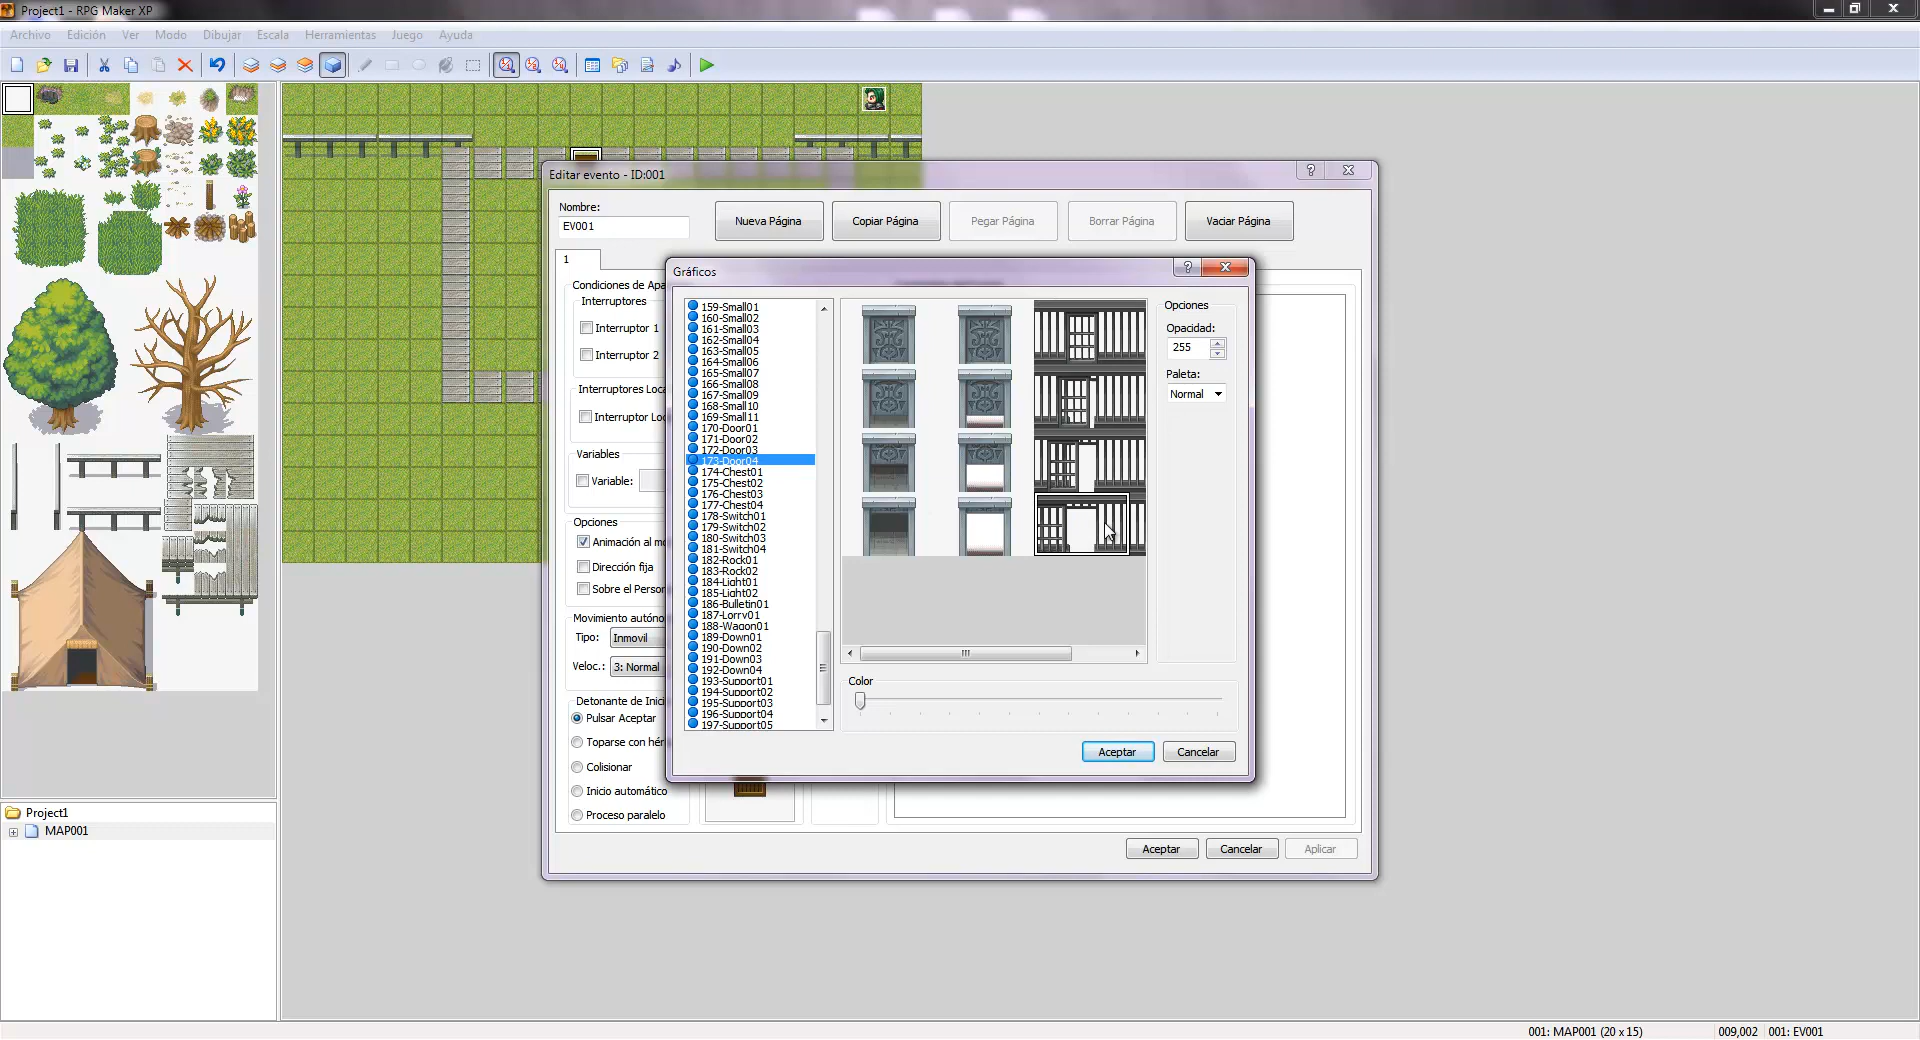 Project1 - RPG Maker XP
Archivo Edición Ver Modo Dibujar Escala Herramientas Juego Ayuda
Editar evento - ID:001
Nombre:
EV001
Nueva Página Copiar Página Pegar Página Borrar Página Vaciar Página
1
Condiciones de Apa
Interruptores
Interruptor 1
Interruptor 2
Interruptores Loca
Interruptor Loc
Variables
Variable:
Opciones
Animación al mo
Dirección fija
Sobre el Person
Movimiento autóno
Tipo: Inmovil
Veloc.: 3: Normal
Detonante de Inici
Pulsar Aceptar
Toparse con hér
Colisionar
Inicio automático
Proceso paralelo
Gráficos
159-Small01
160-Small02
161-Small03
162-Small04
163-Small05
164-Small06
165-Small07
166-Small08
167-Small09
168-Small10
169-Small11
170-Door01
171-Door02
172-Door03
173-Door04
174-Chest01
175-Chest02
176-Chest03
177-Chest04
178-Switch01
179-Switch02
180-Switch03
181-Switch04
182-Rock01
183-Rock02
184-Light01
185-Light02
186-Bulletin01
187-Lorry01
188-Wagon01
189-Down01
190-Down02
191-Down03
192-Down04
193-Support01
194-Support02
195-Support03
196-Support04
197-Support05
Opciones
Opacidad:
255
Paleta:
Normal
Color
Aceptar Cancelar
Aceptar Cancelar Aplicar
Project1
MAP001
001: MAP001 (20 x 15) 009,002 001: EV001